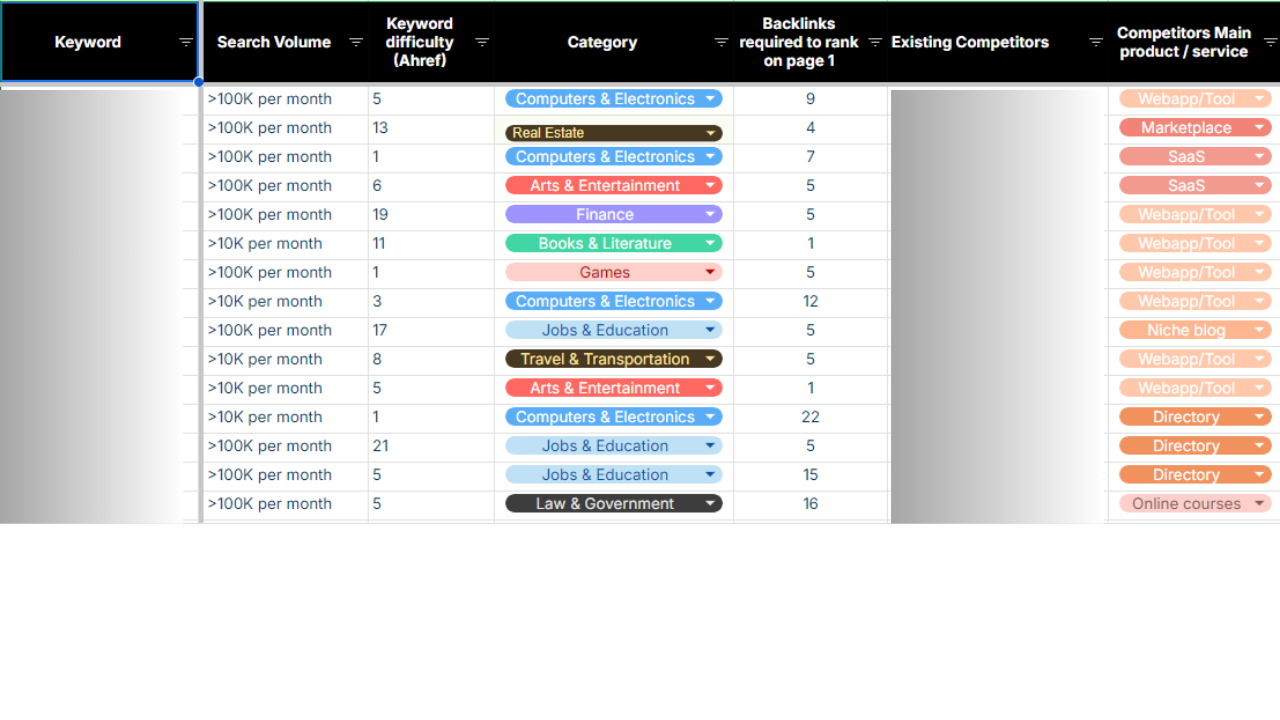 Keyword
Search Volume
Keyword
difficulty
(Ahref)
Category
Backlinks
required to rank
on page 1
Existing Competitors
Competitors Main
product / service
>100K per month 5 Computers & Electronics 9 Webapp/Tool
>100K per month 13 Real Estate 4 Marketplace
>100K per month 1 Computers & Electronics 7 SaaS
>100K per month 6 Arts & Entertainment 5 SaaS
>100K per month 19 Finance 5 Webapp/Tool
>10K per month 11 Books & Literature 1 Webapp/Tool
>100K per month 1 Games 5 Webapp/Tool
>10K per month 3 Computers & Electronics 12 Webapp/Tool
>100K per month 17 Jobs & Education 5 Niche blog
>10K per month 8 Travel & Transportation 5 Webapp/Tool
>10K per month 5 Arts & Entertainment 1 Webapp/Tool
>10K per month 1 Computers & Electronics 22 Directory
>100K per month 21 Jobs & Education 5 Directory
>100K per month 5 Jobs & Education 15 Directory
>100K per month 5 Law & Government 16 Online courses